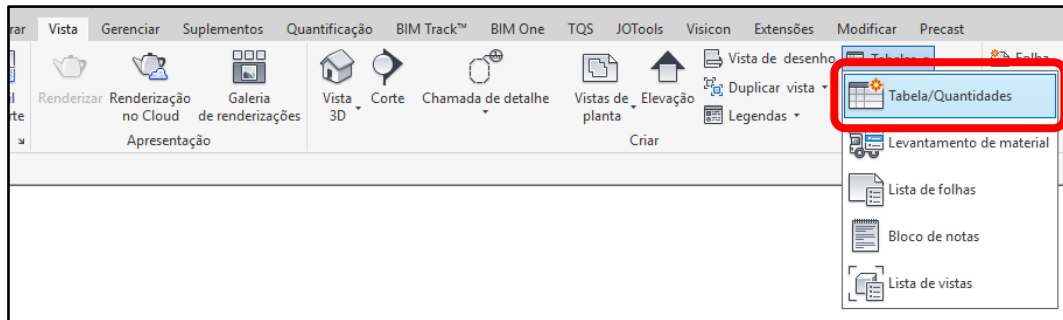 rar Vista Gerenciar Suplementos Quantificação BIM Track™ BIM One TQS JOTools Visicon Extensões Modificar Precast
Renderizar Renderização no Cloud Galeria de renderizações
Apresentação
Vista 3D Corte Chamada de detalhe Vistas de planta Elevação
Vista de desenho
Duplicar vista
Legendas
Criar
Tabelas
Folha
Tabela/Quantidades
Levantamento de material
Lista de folhas
Bloco de notas
Lista de vistas